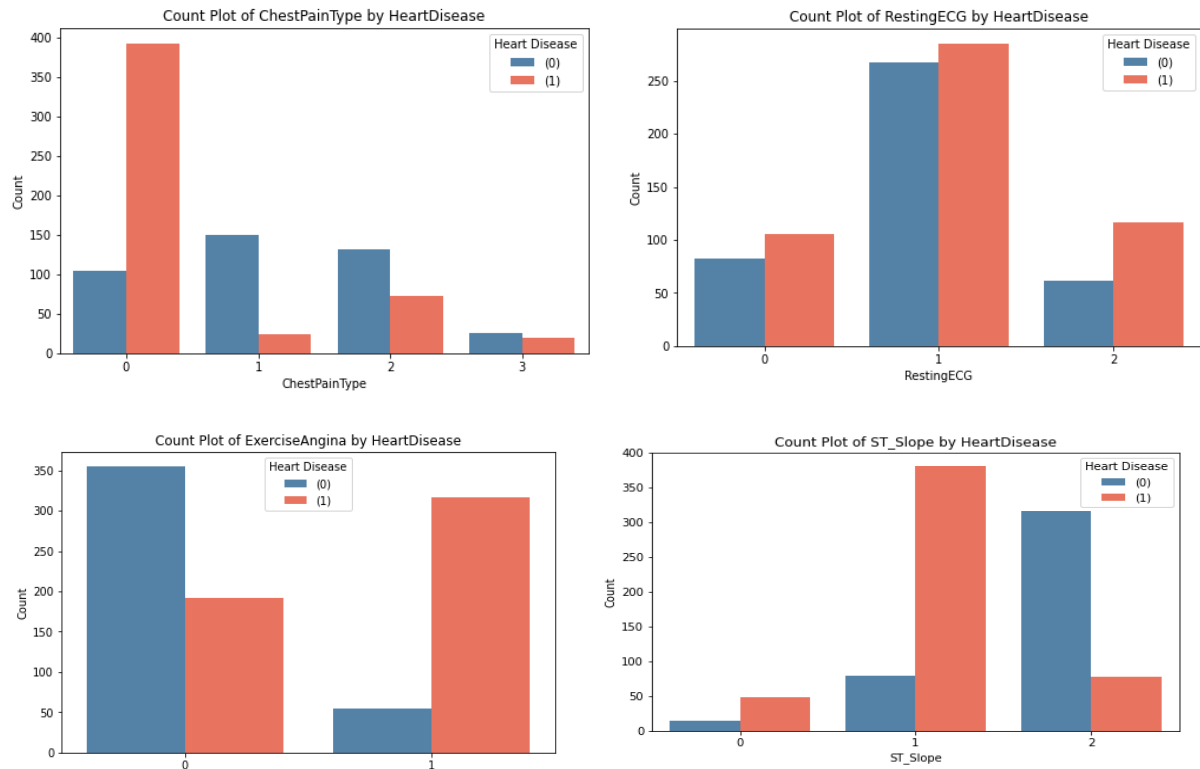 Count Plot of ChestPainType by HeartDisease
Heart Disease
(0)
(1)
400
350
300
250
200
150
100
50
0
Count
0 1 2 3
ChestPainType
Count Plot of RestingECG by HeartDisease
Heart Disease
(0)
(1)
250
200
150
100
50
0
Count
0 1 2
RestingECG
Count Plot of ExerciseAngina by HeartDisease
Heart Disease
(0)
(1)
350
300
250
200
150
100
50
0
Count
0 1
Count Plot of ST_Slope by HeartDisease
Heart Disease
(0)
(1)
400
350
300
250
200
150
100
50
0
Count
0 1 2
ST_Slope